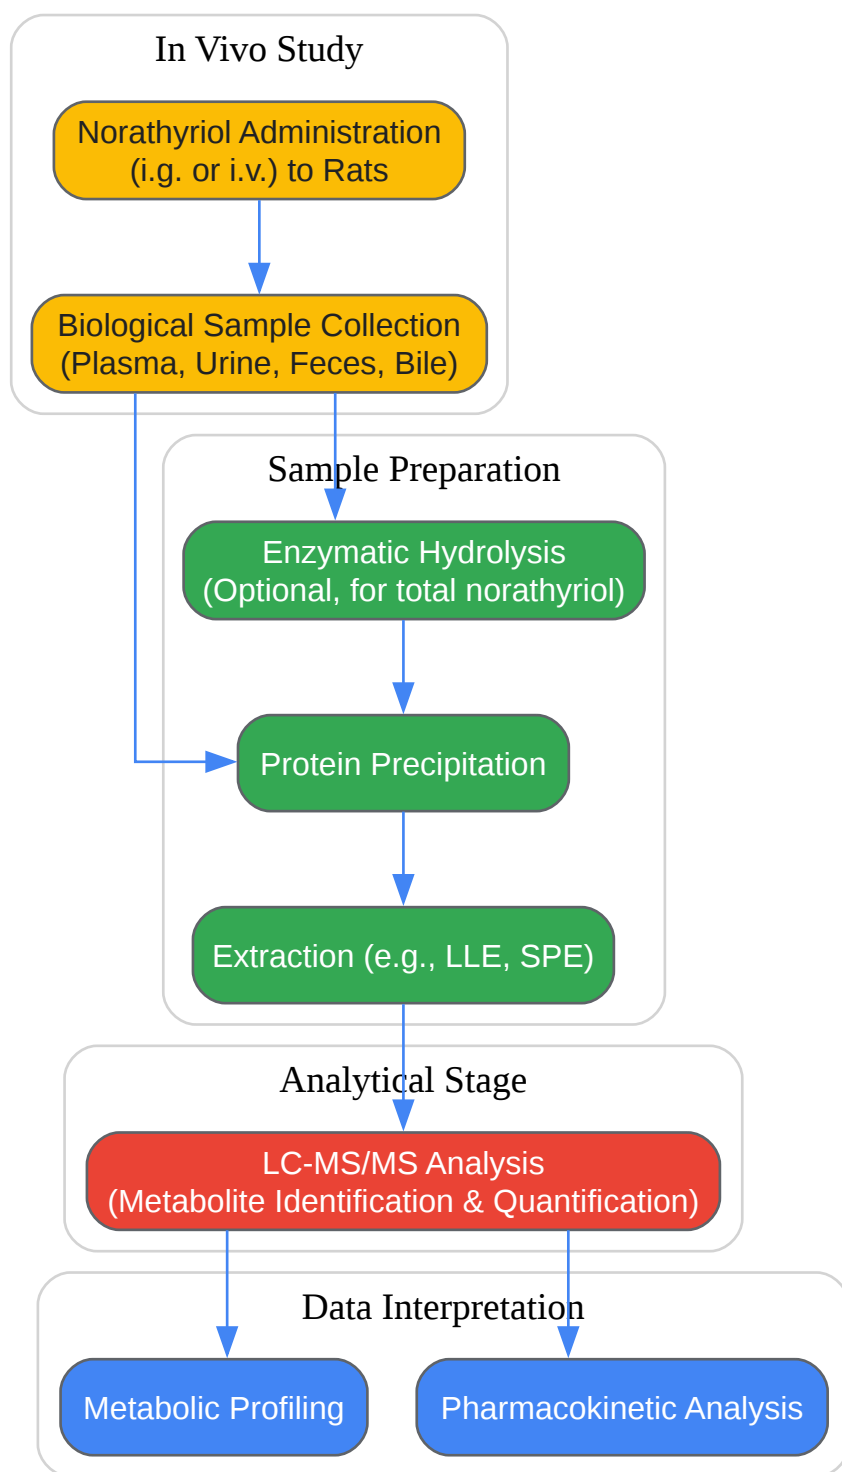 In Vivo Study
Norathyriol Administration
(i.g. or i.v.) to Rats
Biological Sample Collection
(Plasma, Urine, Feces, Bile)
Sample Preparation
Enzymatic Hydrolysis
(Optional, for total norathyriol)
Protein Precipitation
Extraction (e.g., LLE, SPE)
Analytical Stage
LC-MS/MS Analysis
(Metabolite Identification & Quantification)
Data Interpretation
Metabolic Profiling
Pharmacokinetic Analysis